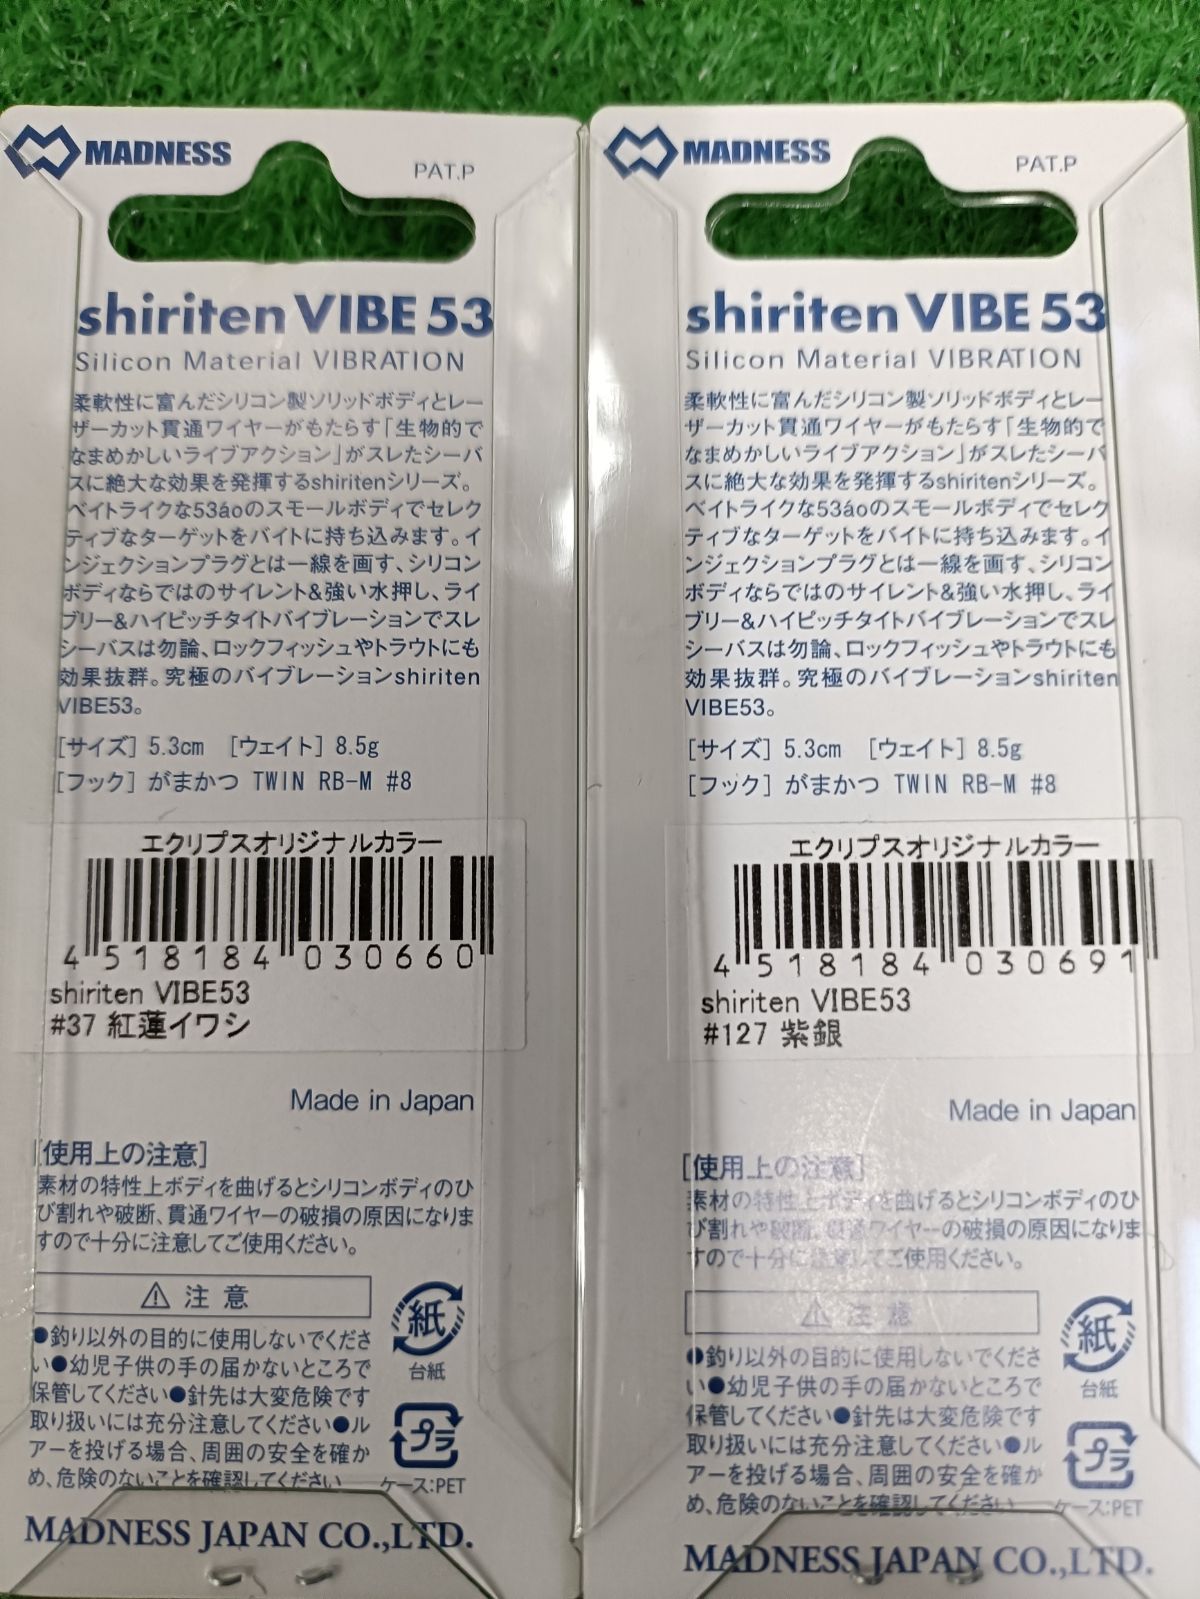 MADNESS
PAT.P
shiriten VIBE 53
Silicon Material VIBRATION
柔軟性に富んだシリコン製ソリッドボディとレー
ザーカット貫通ワイヤーがもたらす「生物的で
なまめかしいライブアクション」がスレたシーバ
スに絶大な効果を発揮するshiritenシリーズ。
ベイトライクな53áoのスモールボディでセレク
ティブなターゲットをバイトに持ち込みます。イ
ンジェクションプラグとは一線を画す、シリコン
ボディならではのサイレント&強い水押し、ライ
ブリー&ハイピッチタイトバイブレーションでスレ
シーバスは勿論、ロックフィッシュやトラウトにも
効果抜群。究極のバイブレーションshiriten
VIBE53。
[サイズ] 5.3cm [ウェイト] 8.5g
[フック] がまかつ TWIN RB-M #8
エクリプスオリジナルカラー
4 518184 030660
shiriten VIBE53
#37 紅蓮イワシ
Made in Japan
[使用上の注意]
素材の特性上ボディを曲げるとシリコンボディのひ
び割れや破断、貫通ワイヤーの破損の原因になりま
すので十分に注意してご使用ください。
⚠ 注意
●釣り以外の目的に使用しないでくださ
い●幼児子供の手の届かないところで
保管してください●針先は大変危険です
取り扱いには充分注意してください●ル
アーを投げる場合、周囲の安全を確か
め、危険のないことを確認してください
紙
台紙
プラ
ケース:PET
MADNESS JAPAN CO.,LTD.
MADNESS
PAT.P
shiriten VIBE 53
Silicon Material VIBRATION
柔軟性に富んだシリコン製ソリッドボディとレー
ザーカット貫通ワイヤーがもたらす「生物的で
なまめかしいライブアクション」がスレたシーバ
スに絶大な効果を発揮するshiritenシリーズ。
ベイトライクな53áoのスモールボディでセレク
ティブなターゲットをバイトに持ち込みます。イ
ンジェクションプラグとは一線を画す、シリコン
ボディならではのサイレント&強い水押し、ライ
ブリー&ハイピッチタイトバイブレーションでスレ
シーバスは勿論、ロックフィッシュやトラウトにも
効果抜群。究極のバイブレーションshiriten
VIBE53。
[サイズ] 5.3cm [ウェイト] 8.5g
[フック] がまかつ TWIN RB-M #8
エクリプスオリジナルカラー
4 518184 030691
shiriten VIBE53
#127 紫銀
Made in Japan
[使用上の注意]
素材の特性上ボディを曲げるとシリコンボディのひ
び割れや破断、貫通ワイヤーの破損の原因になりま
すので十分に注意してご使用ください。
⚠ 注意
●釣り以外の目的に使用しないでくださ
い●幼児子供の手の届かないところで
保管してください●針先は大変危険です
取り扱いには充分注意してください●ル
アーを投げる場合、周囲の安全を確か
め、危険のないことを確認してください
紙
台紙
プラ
ケース:PET
MADNESS JAPAN CO.,LTD.